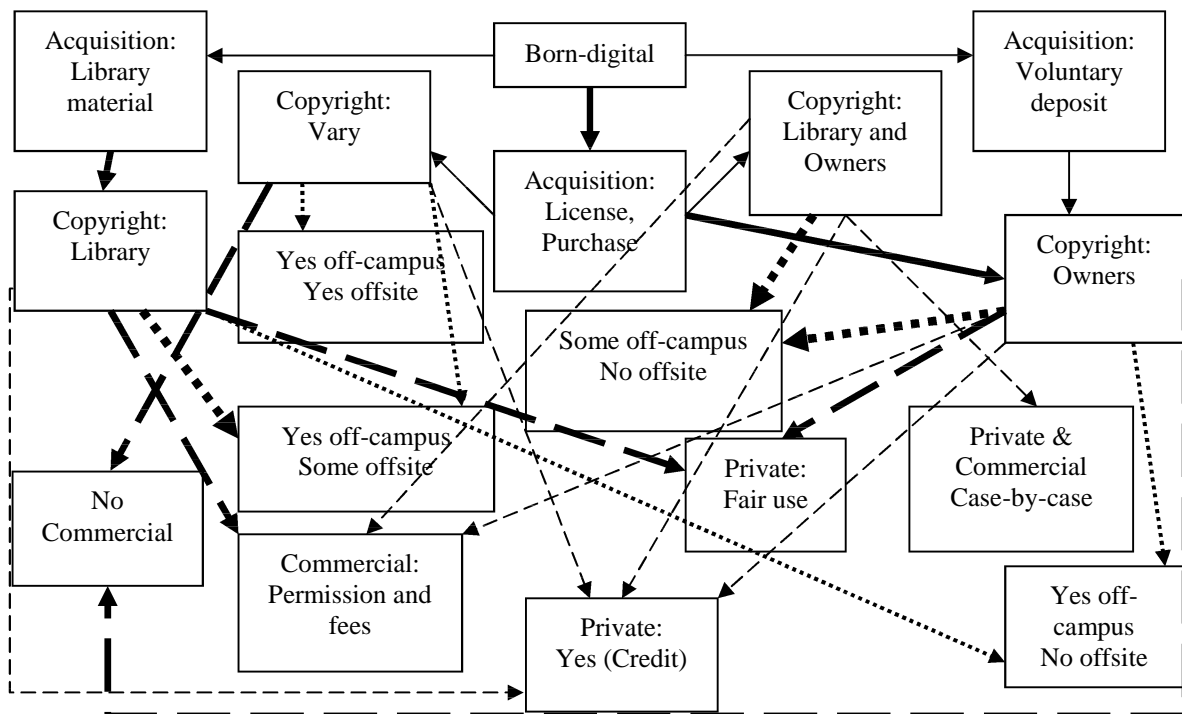 Acquisition:
Library
material
Born-digital
Acquisition:
Voluntary
deposit
Copyright:
Vary
Copyright:
Library and
Owners
Acquisition:
License,
Purchase
Copyright:
Library
Copyright:
Owners
Yes off-campus
Yes offsite
Some off-campus
No offsite
Yes off-campus
Some offsite
Private:
Fair use
Private &
Commercial
Case-by-case
No
Commercial
Commercial:
Permission and
fees
Private:
Yes (Credit)
Yes off-
campus
No offsite